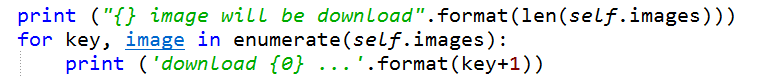 print ("{} image will be download".format(len(self.images)))
for key, image in enumerate(self.images):
    print ('download {0} ...'.format(key+1))